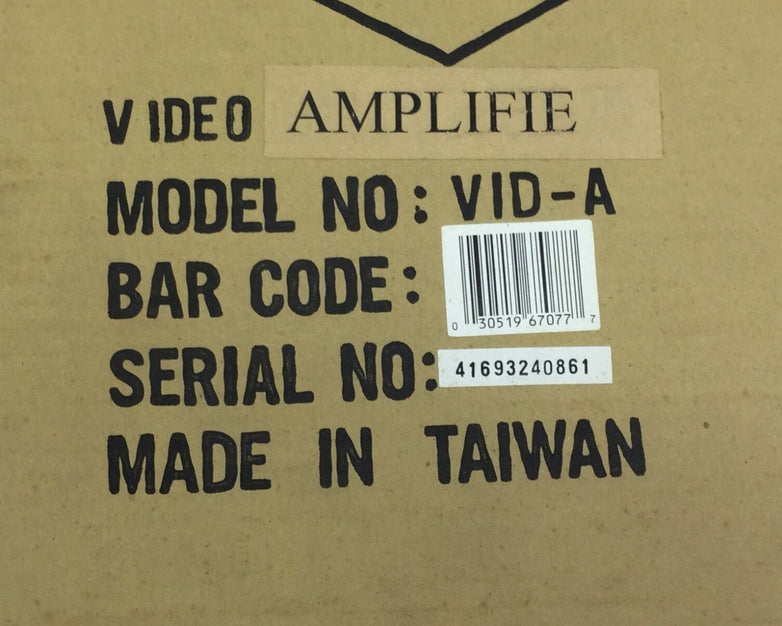 VIDEO AMPLIFIE
MODEL NO: VID-A
BAR CODE:
0 30519 67077 7
SERIAL NO: 41693240861
MADE IN TAIWAN